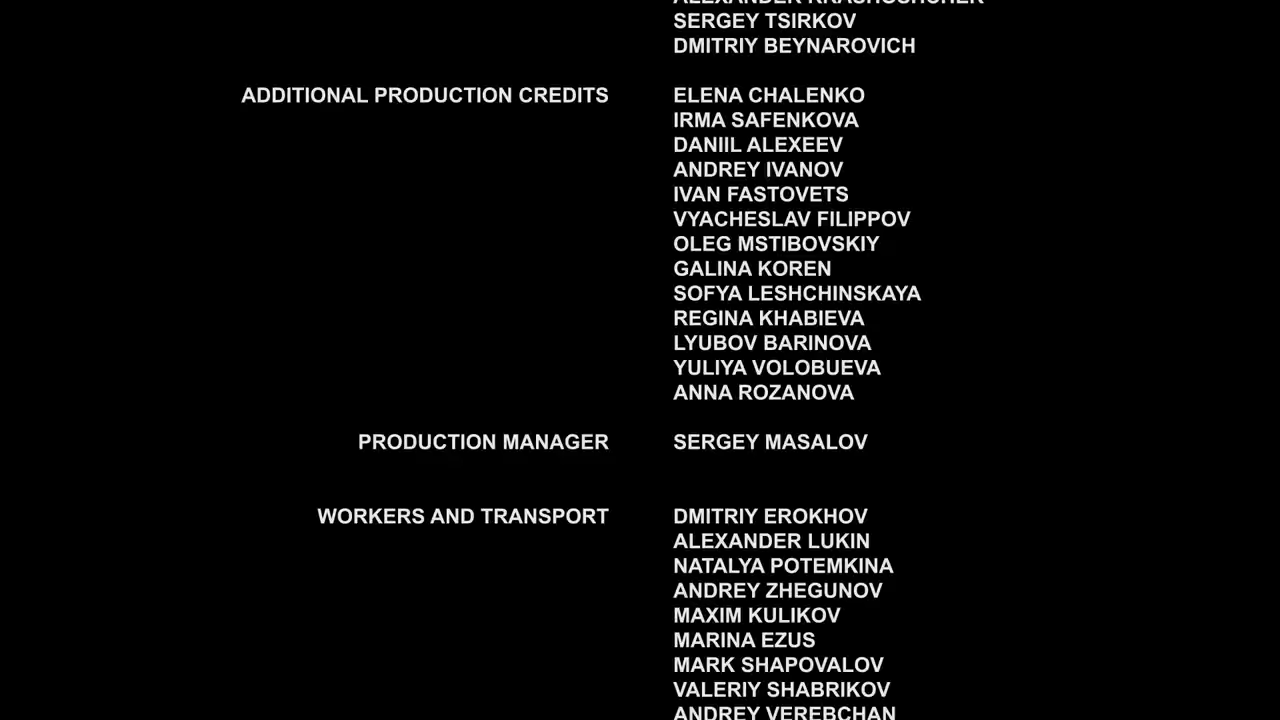 SERGEY TSIRKOV
DMITRIY BEYNAROVICH
ADDITIONAL PRODUCTION CREDITS ELENA CHALENKO
IRMA SAFENKOVA
DANIIL ALEXEEV
ANDREY IVANOV
IVAN FASTOVETS
VYACHESLAV FILIPPOV
OLEG MSTIBOVSKIY
GALINA KOREN
SOFYA LESHCHINSKAYA
REGINA KHABIEVA
LYUBOV BARINOVA
YULIYA VOLOBUEVA
ANNA ROZANOVA
PRODUCTION MANAGER SERGEY MASALOV
WORKERS AND TRANSPORT DMITRIY EROKHOV
ALEXANDER LUKIN
NATALYA POTEMKINA
ANDREY ZHEGUNOV
MAXIM KULIKOV
MARINA EZUS
MARK SHAPOVALOV
VALERIY SHABRIKOV
ANDREY VEREBCHAN